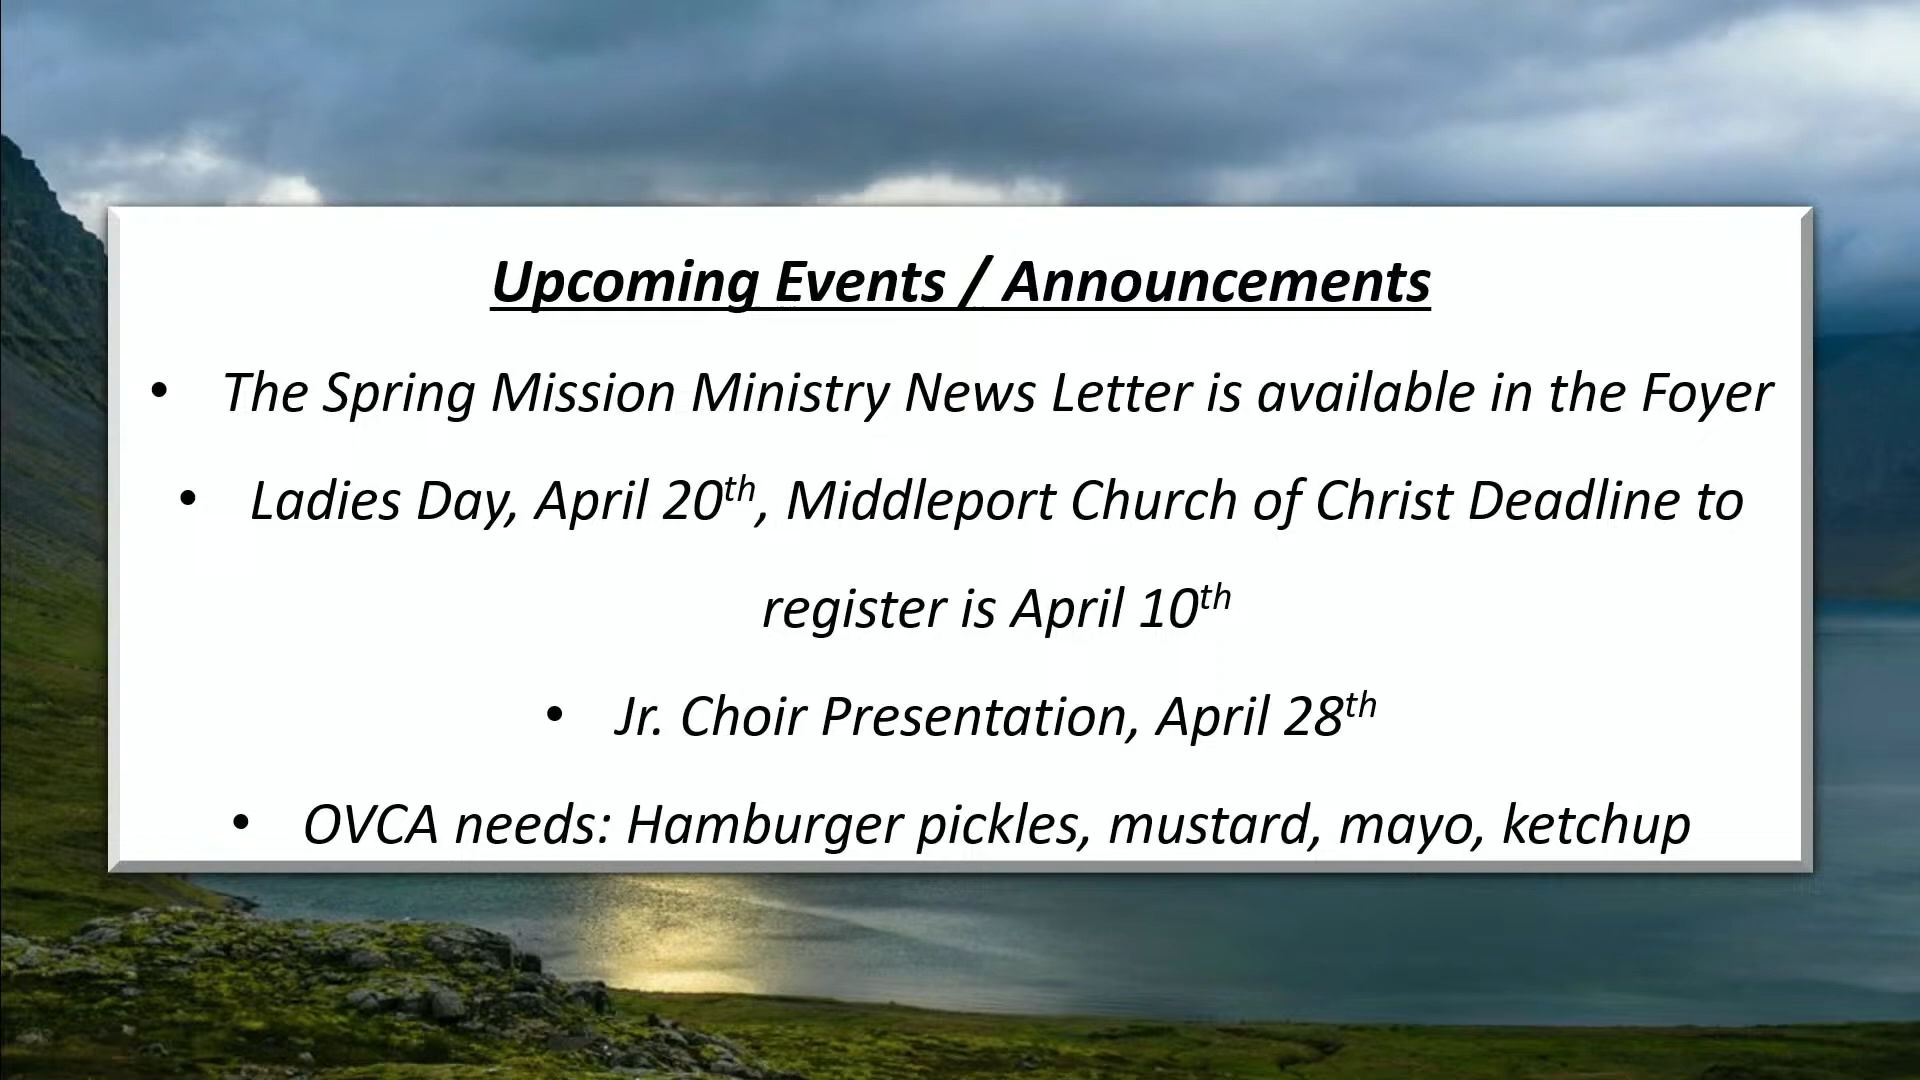 Upcoming Events / Announcements
• The Spring Mission Ministry News Letter is available in the Foyer
• Ladies Day, April 20th, Middleport Church of Christ Deadline to
register is April 10th
• Jr. Choir Presentation, April 28th
• OVCA needs: Hamburger pickles, mustard, mayo, ketchup